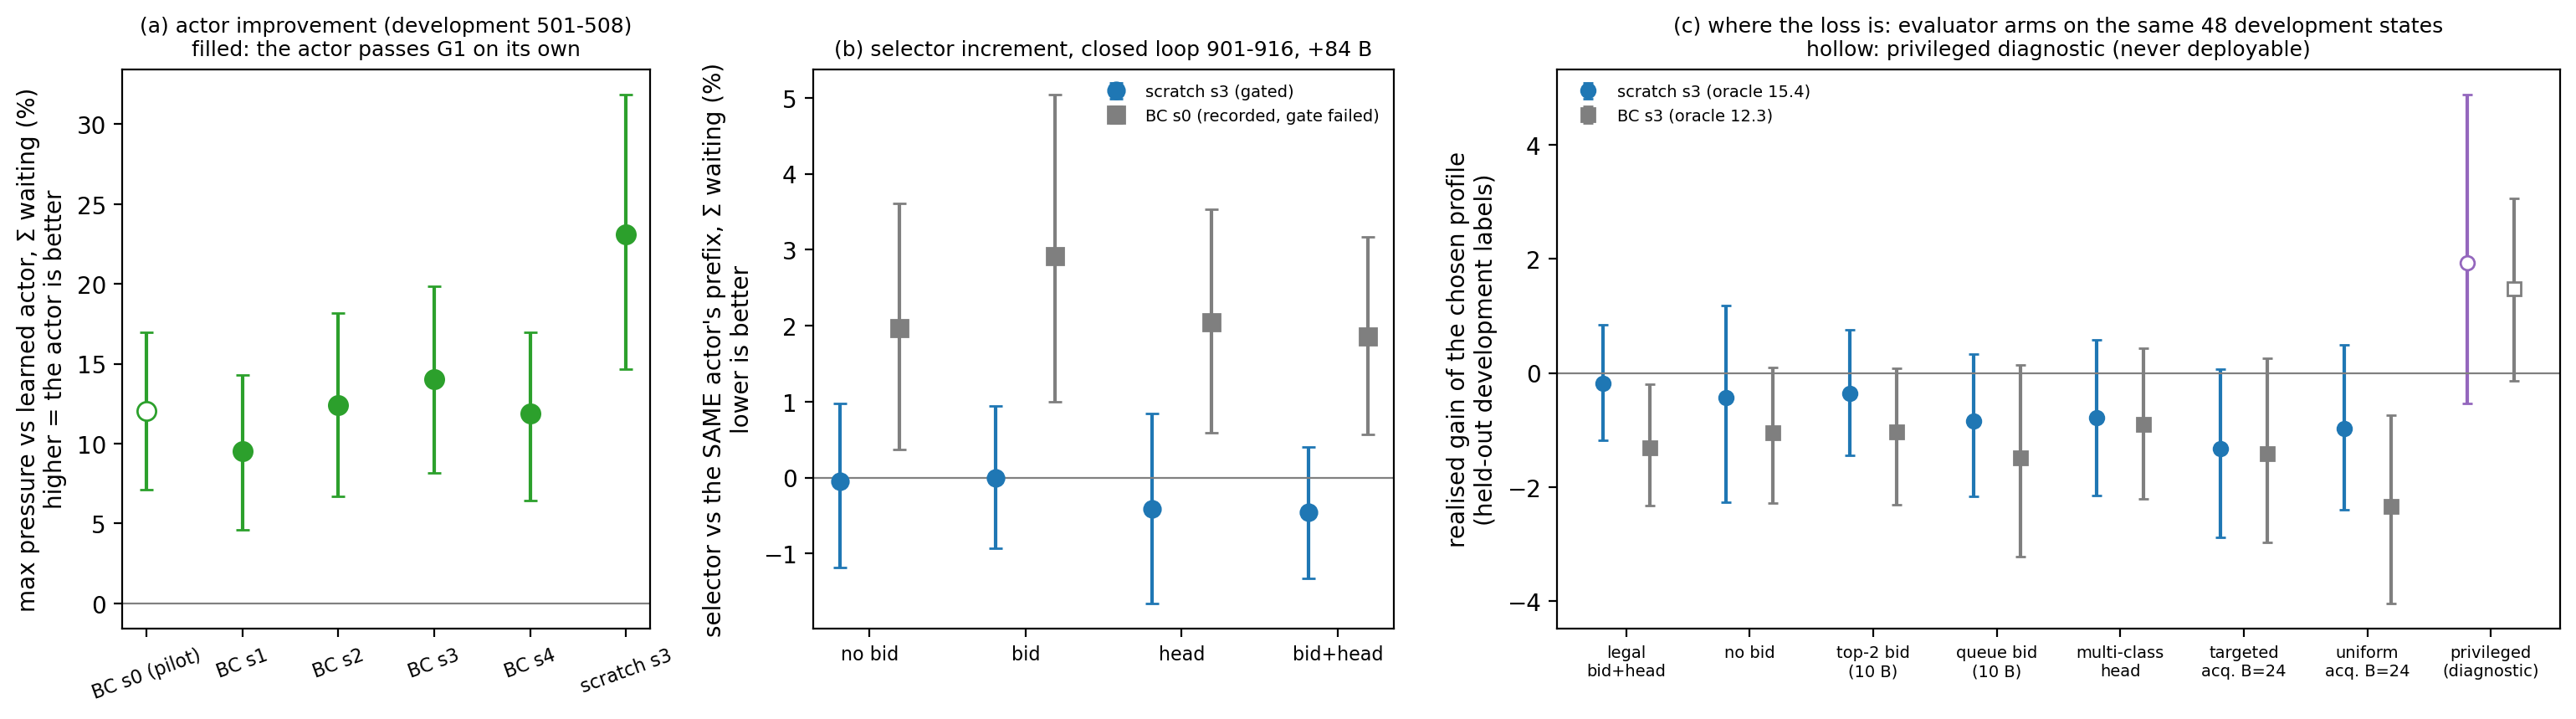 (a) actor improvement (development 501-508)
filled: the actor passes G1 on its own
max pressure vs learned actor, Σ waiting (%)
higher = the actor is better
30
25
20
15
10
5
0
BC s0 (pilot)
BC s1
BC s2
BC s3
BC s4
scratch s3
(b) selector increment, closed loop 901-916, +84 B
selector vs the SAME actor's prefix, Σ waiting (%)
lower is better
5
4
3
2
1
0
−1
scratch s3 (gated)
BC s0 (recorded, gate failed)
no bid
bid
head
bid+head
(c) where the loss is: evaluator arms on the same 48 development states
hollow: privileged diagnostic (never deployable)
realised gain of the chosen profile
(held-out development labels)
4
2
0
−2
−4
scratch s3 (oracle 15.4)
BC s3 (oracle 12.3)
legal
bid+head
no bid
top-2 bid
(10 B)
queue bid
(10 B)
multi-class
head
targeted
acq. B=24
uniform
acq. B=24
privileged
(diagnostic)